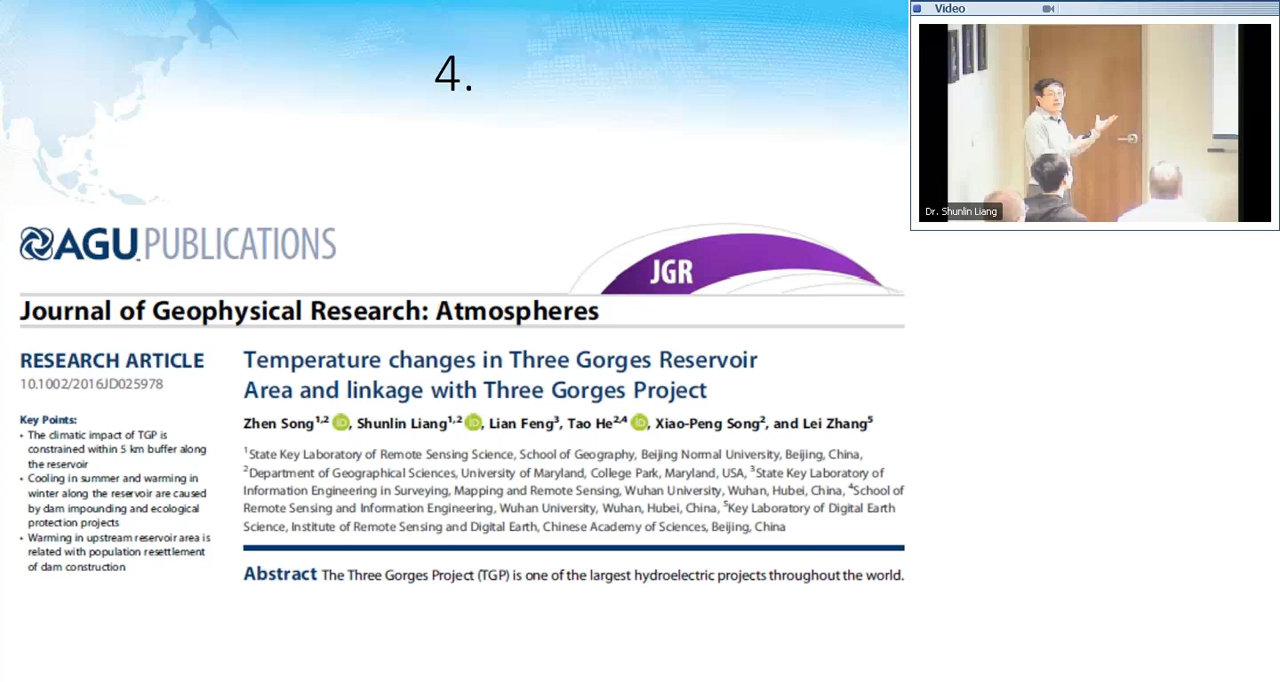 4.
Video
Dr. Shunlin Liang
AGU PUBLICATIONS
JGR
Journal of Geophysical Research: Atmospheres
RESEARCH ARTICLE
10.1002/2016JD025978
Key Points:
• The climatic impact of TGP is
constrained within 5 km buffer along
the reservoir
• Cooling in summer and warming in
winter along the reservoir are caused
by dam impounding and ecological
protection projects
• Warming in upstream reservoir area is
related with population resettlement
of dam construction
Temperature changes in Three Gorges Reservoir
Area and linkage with Three Gorges Project
Zhen Song1,2 iD, Shunlin Liang1,2 iD, Lian Feng3, Tao He2,4 iD, Xiao-Peng Song2, and Lei Zhang5
1State Key Laboratory of Remote Sensing Science, School of Geography, Beijing Normal University, Beijing, China,
2Department of Geographical Sciences, University of Maryland, College Park, Maryland, USA, 3State Key Laboratory of
Information Engineering in Surveying, Mapping and Remote Sensing, Wuhan University, Wuhan, Hubei, China, 4School of
Remote Sensing and Information Engineering, Wuhan University, Wuhan, Hubei, China, 5Key Laboratory of Digital Earth
Science, Institute of Remote Sensing and Digital Earth, Chinese Academy of Sciences, Beijing, China
Abstract The Three Gorges Project (TGP) is one of the largest hydroelectric projects throughout the world.